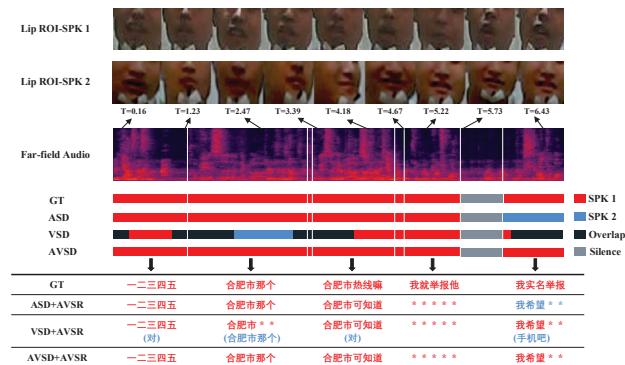 Lip ROI-SPK 1
Lip ROI-SPK 2
T=0.16 T=1.23 T=2.47 T=3.39 T=4.18 T=4.67 T=5.22 T=5.73 T=6.43
Far-field Audio
GT
SPK 1
ASD
SPK 2
VSD
Overlap
AVSD
Silence
GT 一二三四五 合肥市那个 合肥市热线嘛 我就举报他 我实名举报
ASD+AVSR 一二三四五 合肥市那个 合肥市可知道 * * * * * 我希望 * *
VSD+AVSR 一二三四五 合肥市 * * 合肥市可知道 * * * * * 我希望 * *
(对) (合肥市那个) (对) (手机吧)
AVSD+AVSR 一二三四五 合肥市那个 合肥市可知道 * * * * * 我希望 * *